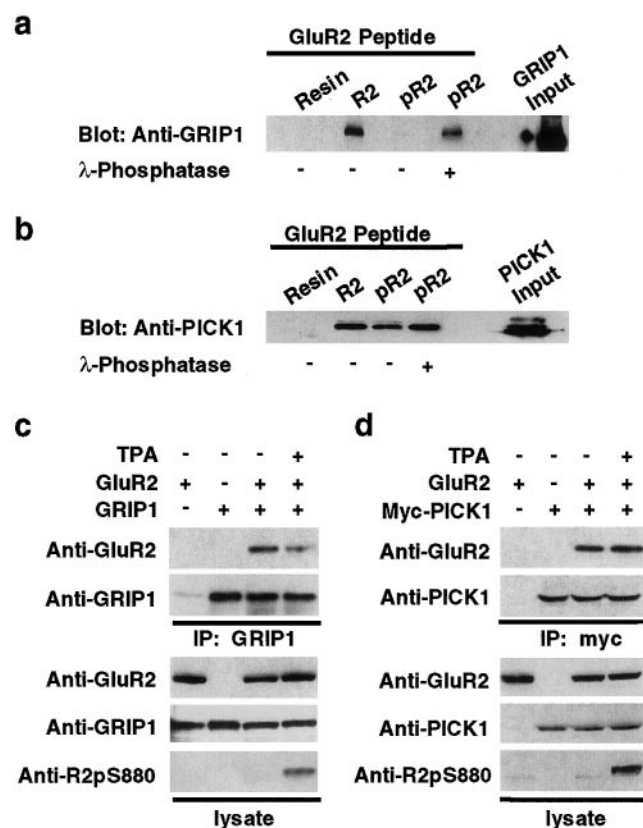 a
GluR2 Peptide
Resin R2 pR2 pR2 GRIP1 Input
Blot: Anti-GRIP1
λ-Phosphatase - - - +
b
GluR2 Peptide
Resin R2 pR2 pR2 PICK1 Input
Blot: Anti-PICK1
λ-Phosphatase - - - +
c
TPA - - - +
GluR2 + - + +
GRIP1 - + + +
Anti-GluR2
Anti-GRIP1
IP: GRIP1
Anti-GluR2
Anti-GRIP1
Anti-R2pS880
lysate
d
TPA - - - +
GluR2 + - + +
Myc-PICK1 - + + +
Anti-GluR2
Anti-PICK1
IP: myc
Anti-GluR2
Anti-PICK1
Anti-R2pS880
lysate